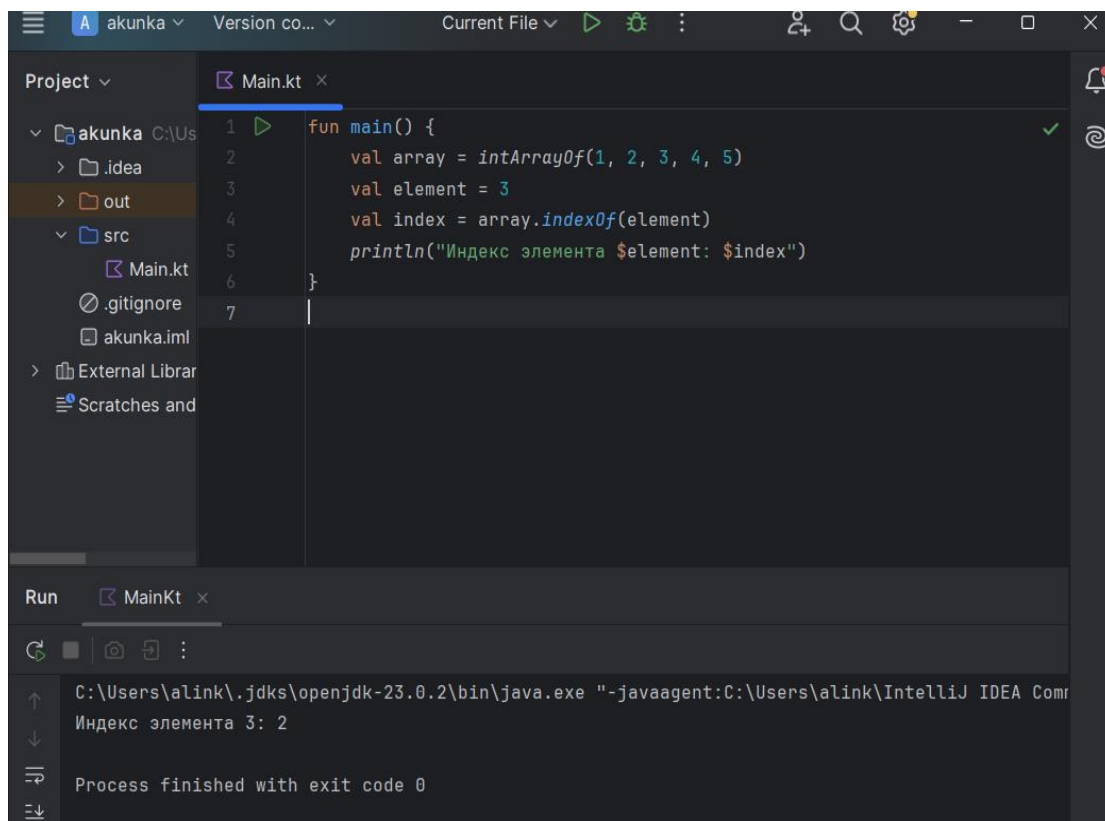 A akunka Version co... Current File
Project
Main.kt
akunka C:\Us
.idea
out
src
Main.kt
.gitignore
akunka.iml
External Librar
Scratches and
1 fun main() {
2 val array = intArrayOf(1, 2, 3, 4, 5)
3 val element = 3
4 val index = array.indexOf(element)
5 println("Индекс элемента $element: $index")
6 }
7
Run MainKt
C:\Users\alink\.jdks\openjdk-23.0.2\bin\java.exe "-javaagent:C:\Users\alink\IntelliJ IDEA Com
Индекс элемента 3: 2
Process finished with exit code 0